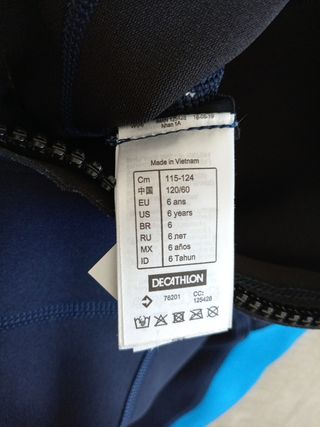 Made in Vietnam
Cm 115-124
中国 120/60
EU 6 ans
US 6 years
BR 6
RU 6 лет
MX 6 años
ID 6 Tahun
DECATHLON
76201 CC:
125426